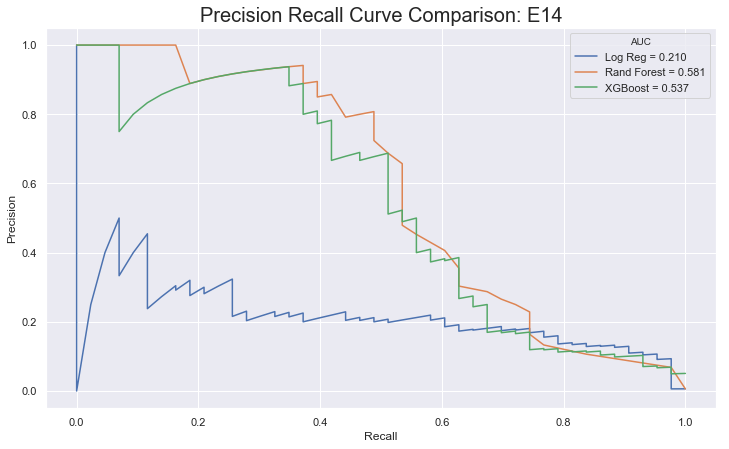 Precision Recall Curve Comparison: E14
AUC
Log Reg = 0.210
Rand Forest = 0.581
XGBoost = 0.537
Precision
1.0
0.8
0.6
0.4
0.2
0.0
0.0 0.2 0.4 0.6 0.8 1.0
Recall